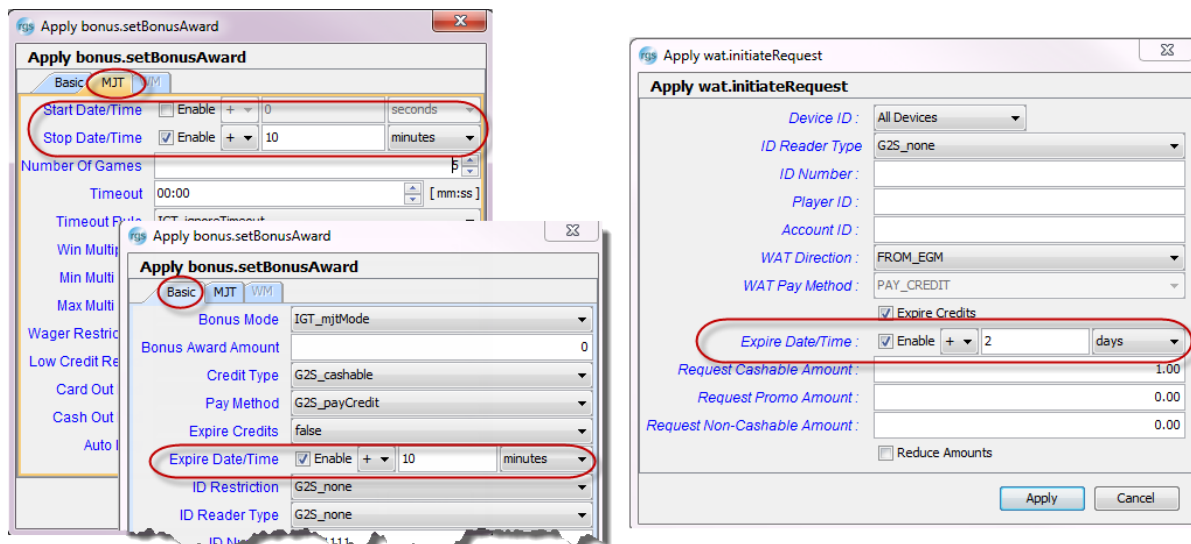 rgs Apply bonus.setBonusAward
Apply bonus.setBonusAward
Basic MJT WM
Start Date/Time Enable + 0 seconds
Stop Date/Time Enable + 10 minutes
Number Of Games 5
Timeout 00:00 [ mm:ss ]
Timeout Rule IGT_ignoreTimeout
Win Multip
Min Multi
Max Multi
Wager Restric
Low Credit Re
Card Out
Cash Out
Auto
rgs Apply bonus.setBonusAward
Apply bonus.setBonusAward
Basic MJT WM
Bonus Mode IGT_mjtMode
Bonus Award Amount 0
Credit Type G2S_cashable
Pay Method G2S_payCredit
Expire Credits false
Expire Date/Time Enable + 10 minutes
ID Restriction G2S_none
ID Reader Type G2S_none
rgs Apply wat.initiateRequest
Apply wat.initiateRequest
Device ID : All Devices
ID Reader Type G2S_none
ID Number :
Player ID :
Account ID :
WAT Direction : FROM_EGM
WAT Pay Method : PAY_CREDIT
Expire Credits
Expire Date/Time : Enable + 2 days
Request Cashable Amount : 1.00
Request Promo Amount : 0.00
Request Non-Cashable Amount : 0.00
Reduce Amounts
Apply Cancel